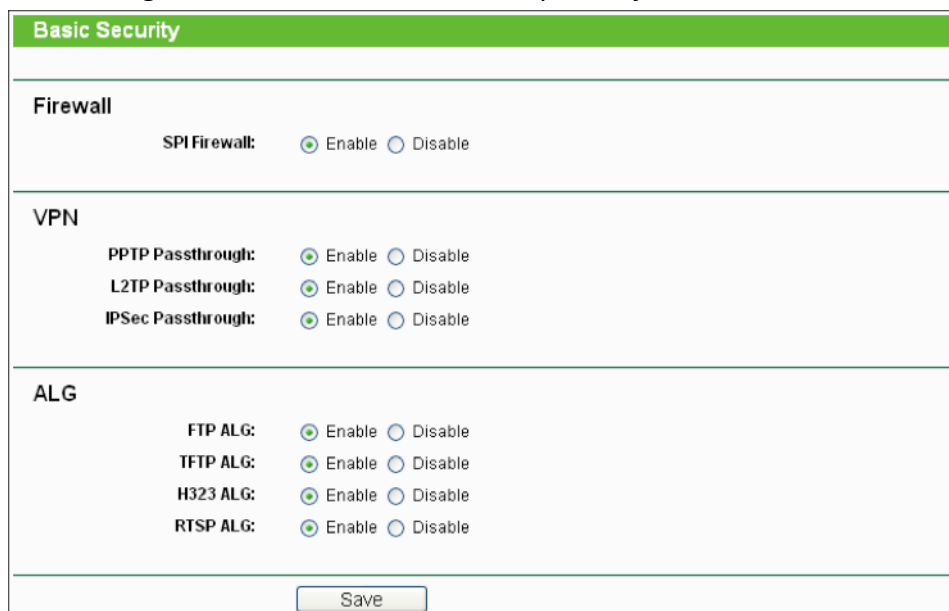 Basic Security
Firewall
SPI Firewall: Enable Disable
VPN
PPTP Passthrough: Enable Disable
L2TP Passthrough: Enable Disable
IPSec Passthrough: Enable Disable
ALG
FTP ALG: Enable Disable
TFTP ALG: Enable Disable
H323 ALG: Enable Disable
RTSP ALG: Enable Disable
Save